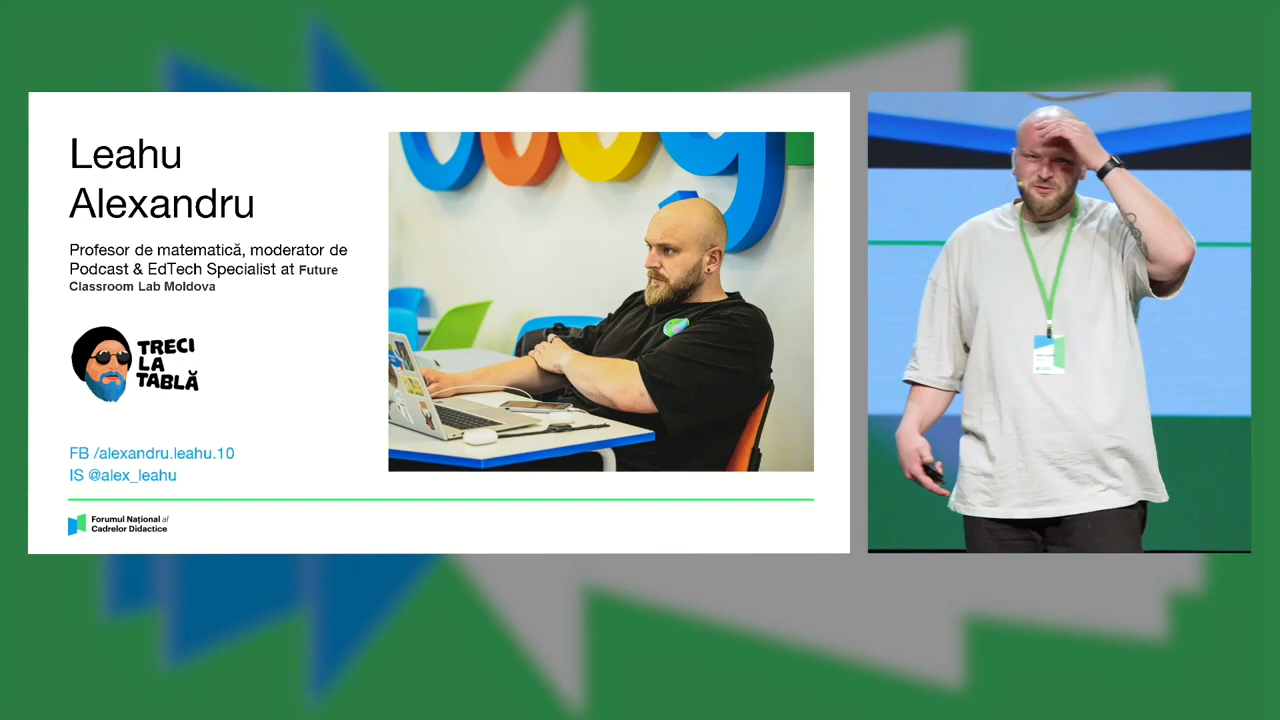 Leahu
Alexandru
Profesor de matematică, moderator de
Podcast & EdTech Specialist at Future
Classroom Lab Moldova
TRECI
LA
TABLĂ
FB /alexandru.leahu.10
IS @alex_leahu
Forumul Național al
Cadrelor Didactice